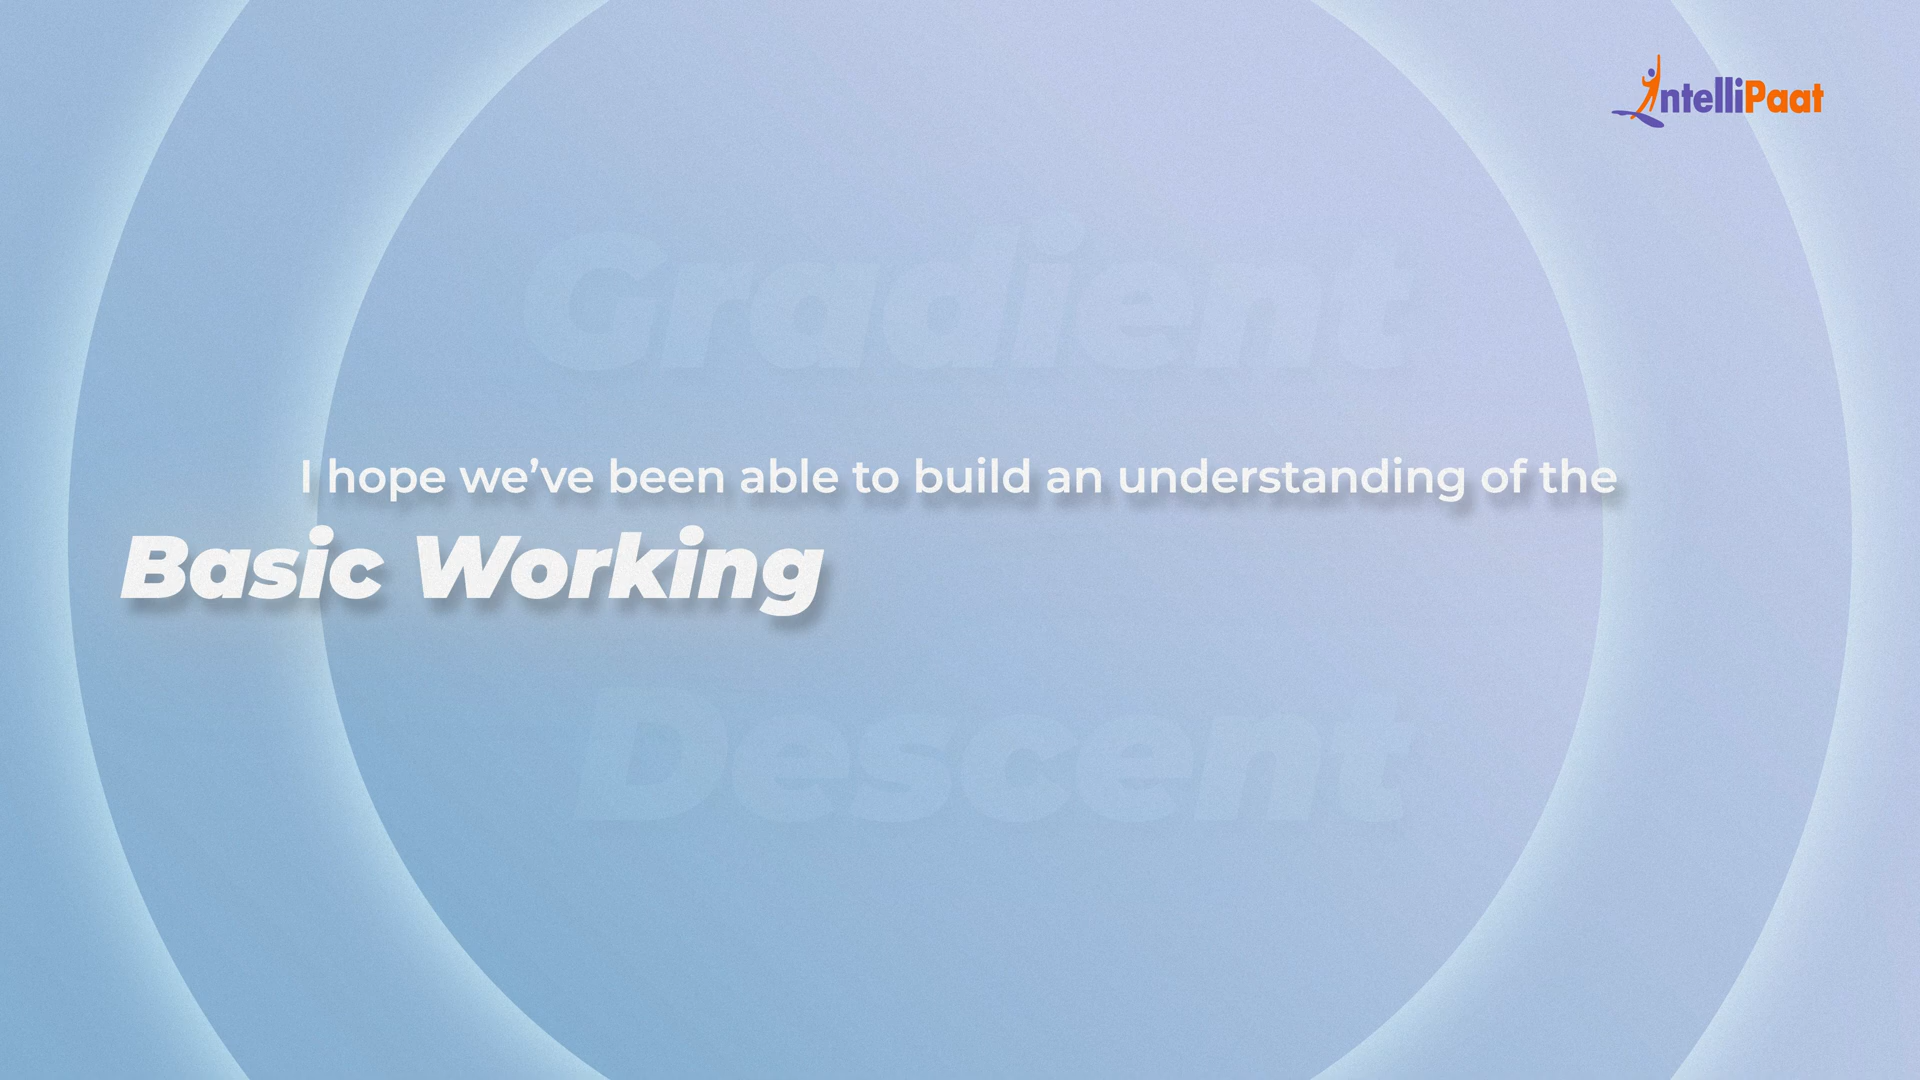 IntelliPaat
Gradient
I hope we’ve been able to build an understanding of the
Basic Working
Descent